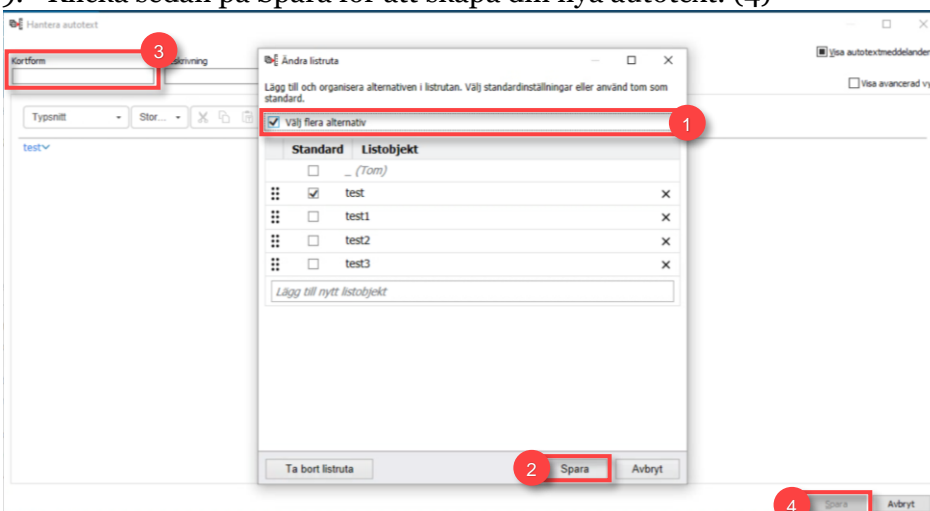 Klicka sedan på Spara för att skapa din nya autotext. (4)
Hantera autotext
Kortform
3
Visa autotextmeddelanden
Visa avancerad vy
Typsnitt
Stor...
test
Ändra listruta
Lägg till och organisera alternativen i listrutan. Välj standardinställningar eller använd tom som
standard.
Välj flera alternativ
1
Standard Listobjekt
_ (Tom)
test
test1
test2
test3
Lägg till nytt listobjekt
Ta bort listruta
2
Spara
Avbryt
4
Spara
Avbryt